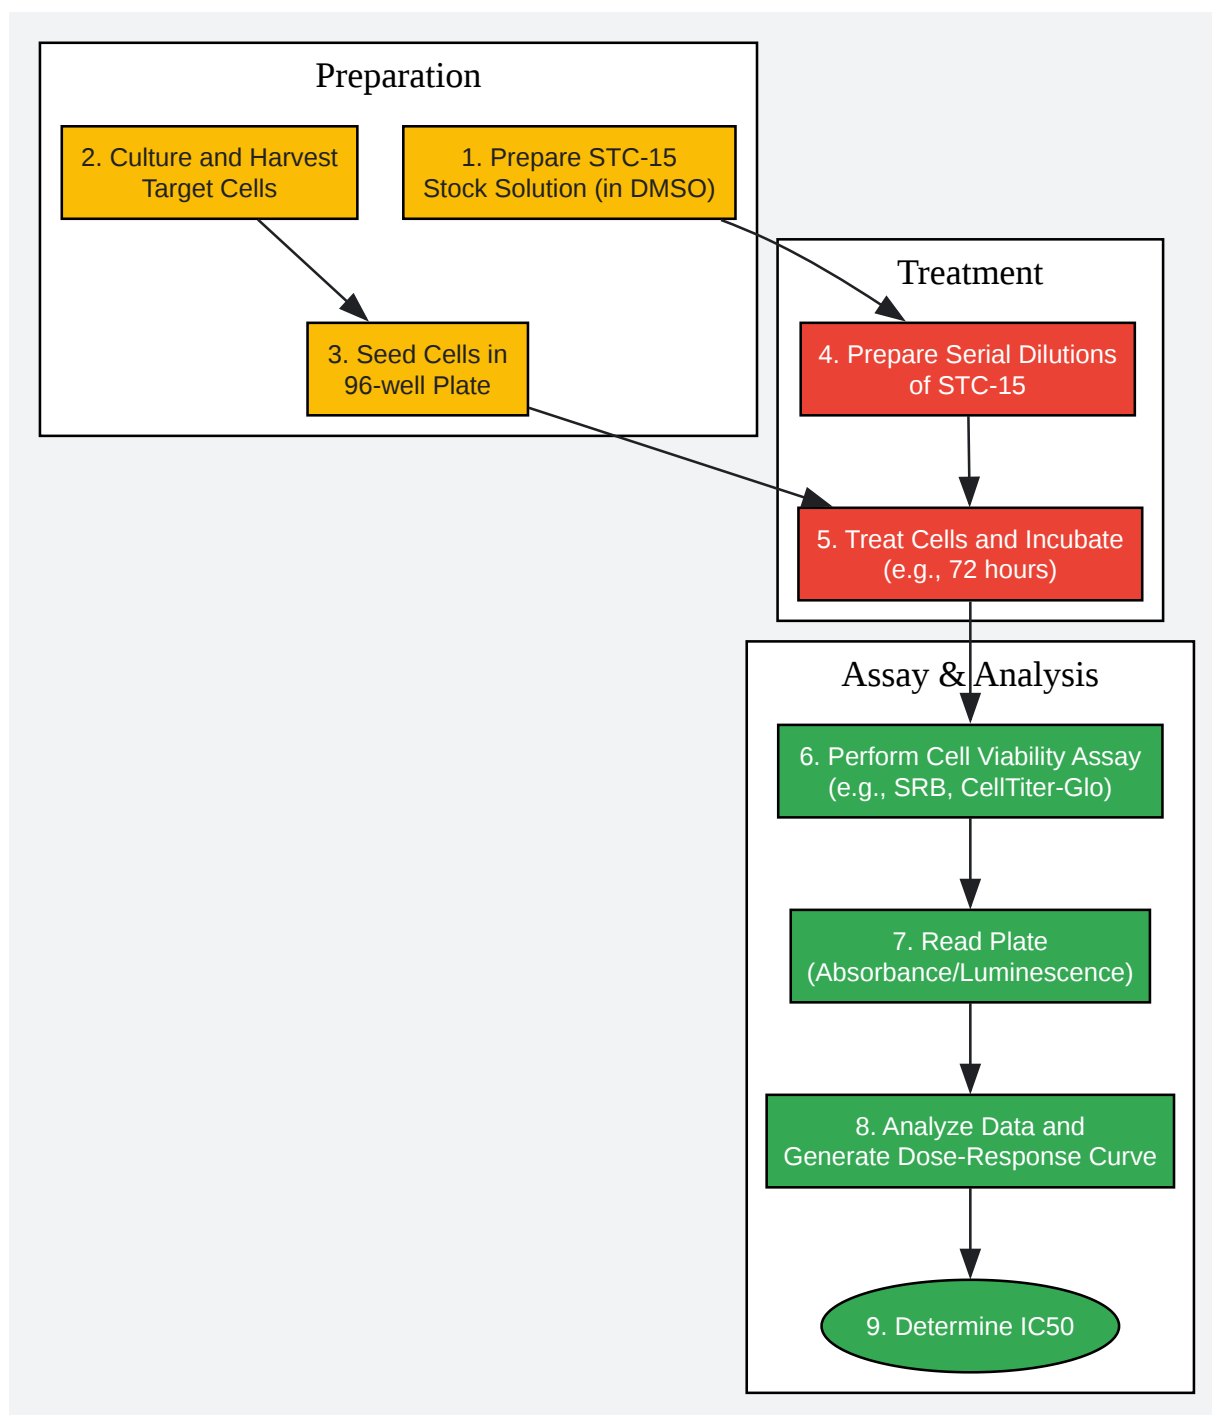 Preparation
2. Culture and Harvest
Target Cells
1. Prepare STC-15
Stock Solution (in DMSO)
3. Seed Cells in
96-well Plate
Treatment
4. Prepare Serial Dilutions
of STC-15
5. Treat Cells and Incubate
(e.g., 72 hours)
Assay & Analysis
6. Perform Cell Viability Assay
(e.g., SRB, CellTiter-Glo)
7. Read Plate
(Absorbance/Luminescence)
8. Analyze Data and
Generate Dose-Response Curve
9. Determine IC50